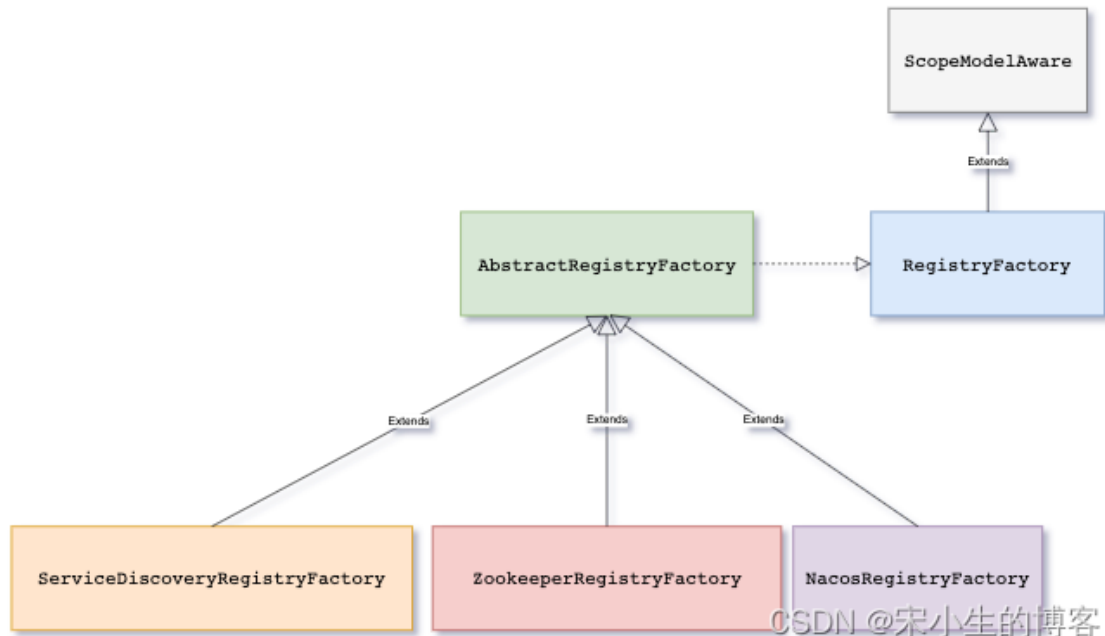 ScopeModelAware
Extends
AbstractRegistryFactory
RegistryFactory
Extends
Extends
Extends
ServiceDiscoveryRegistryFactory
ZookeeperRegistryFactory
NacosRegistryFactory
CSDN @宋小生的博客